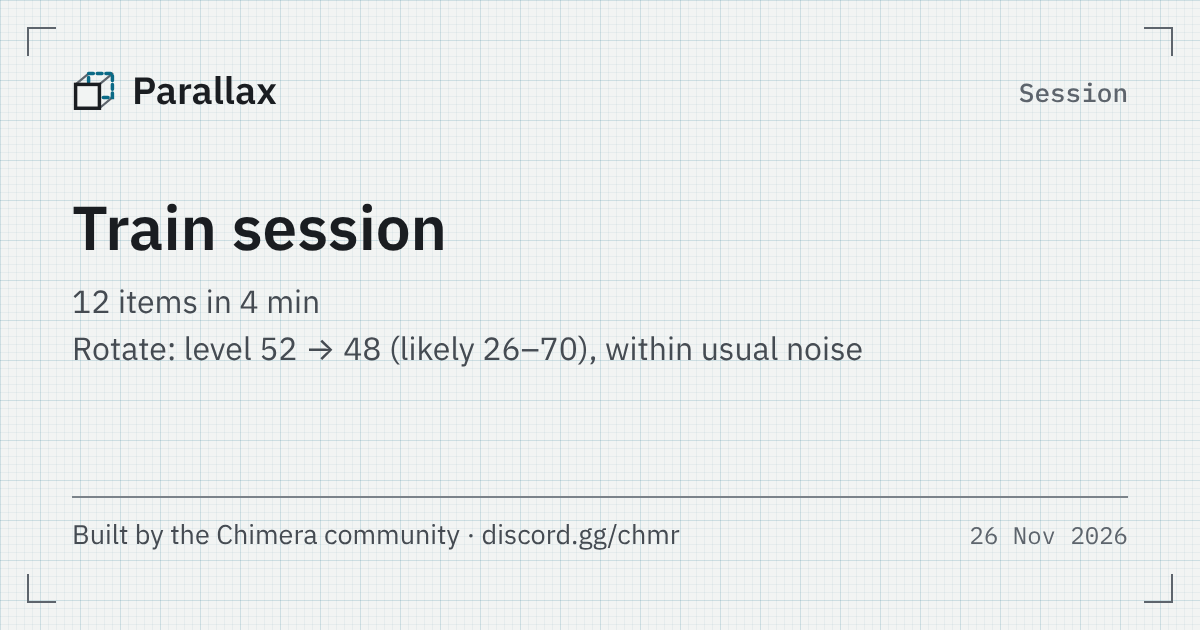 Parallax
Session
Train session
12 items in 4 min
Rotate: level 52 → 48 (likely 26–70), within usual noise
Built by the Chimera community · discord.gg/chmr
26 Nov 2026